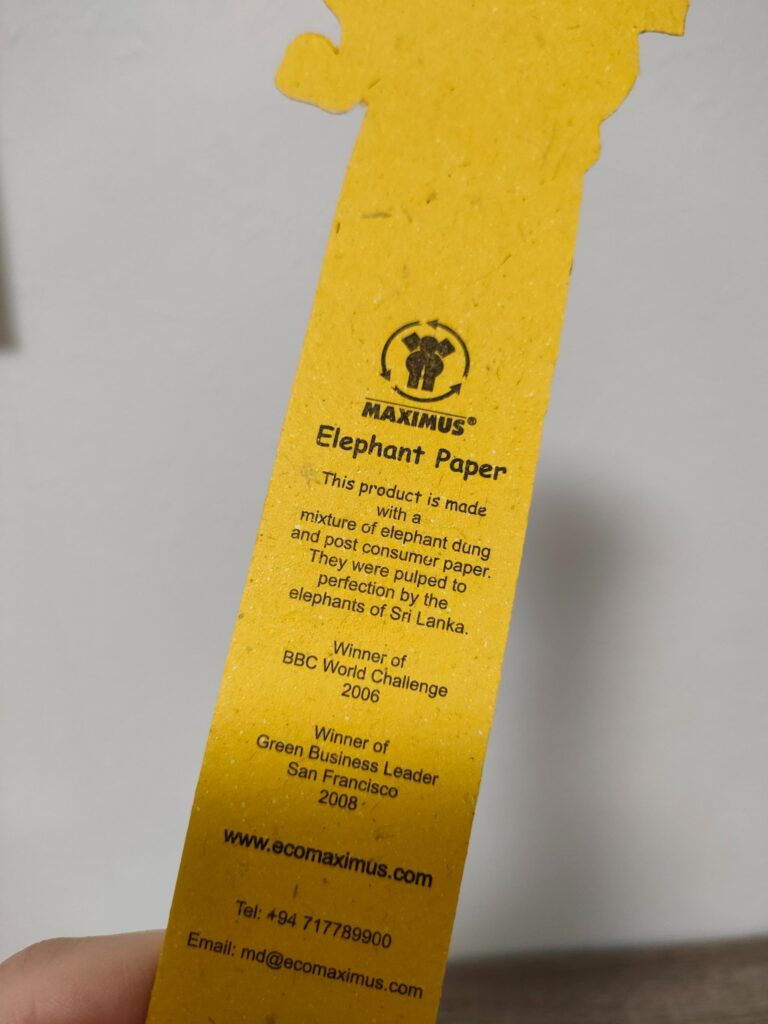 MAXIMUS®
Elephant Paper
This product is made
with a
mixture of elephant dung
and post consumer paper.
They were pulped to
perfection by the
elephants of Sri Lanka.
Winner of
BBC World Challenge
2006
Winner of
Green Business Leader
San Francisco
2008
www.ecomaximus.com
Tel: +94 717789900
Email: md@ecomaximus.com